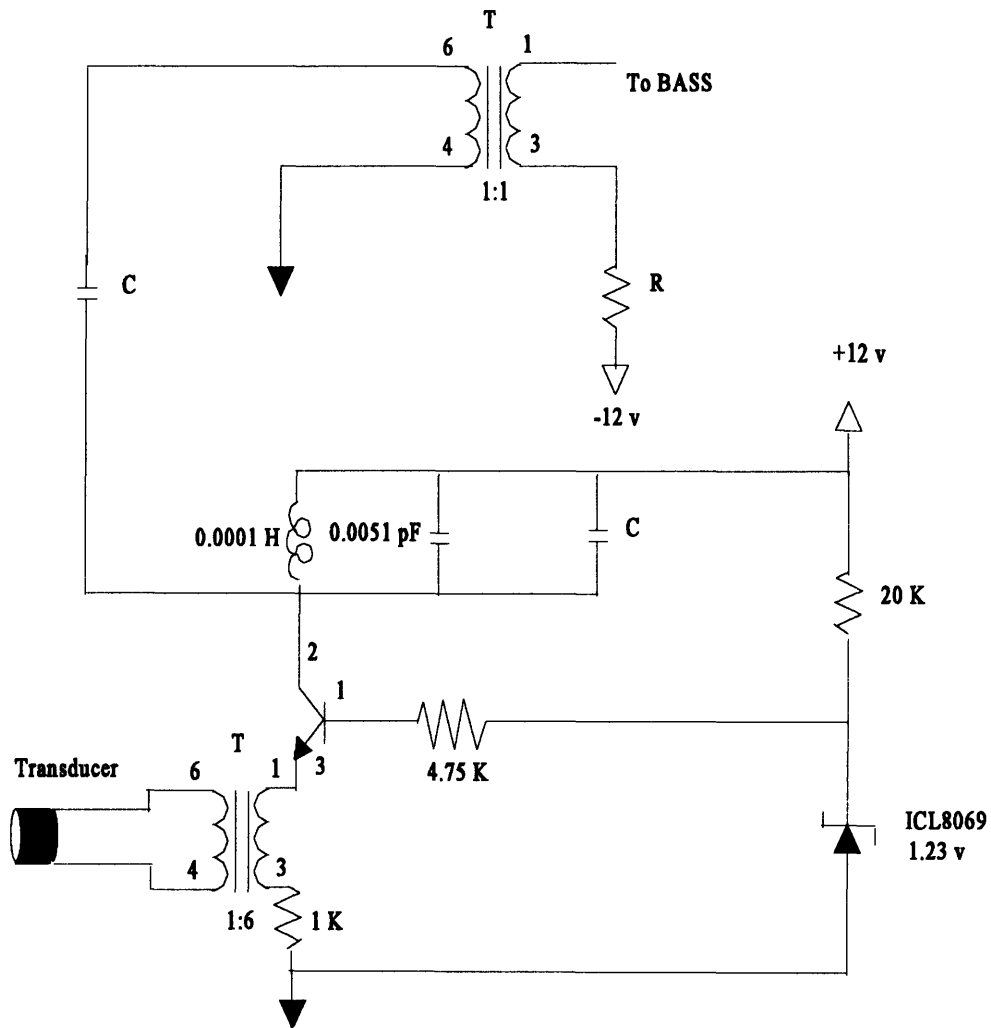 T
6 1
To BASS
4 3
1:1
C
R
+12 v
-12 v
0.0001 H 0.0051 pF C
20 K
2
1
3
4.75 K
T
Transducer
6 1
ICL8069
1.23 v
4 3
1:6 1 K